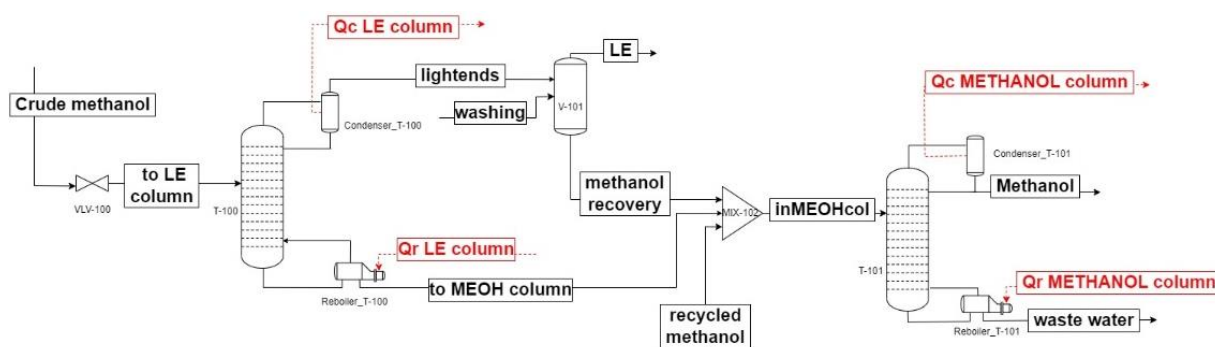 Qc LE column
LE
lightends
Qc METHANOL column
Crude methanol
washing
V-101
Condenser_T-100
Condenser_T-101
to LE
column
methanol
recovery
Methanol
VLV-100
T-100
MIX-102
inMEOHcol
Qr LE column
T-101
Qr METHANOL column
to MEOH column
Reboiler_T-100
recycled
methanol
Reboiler_T-101
waste water